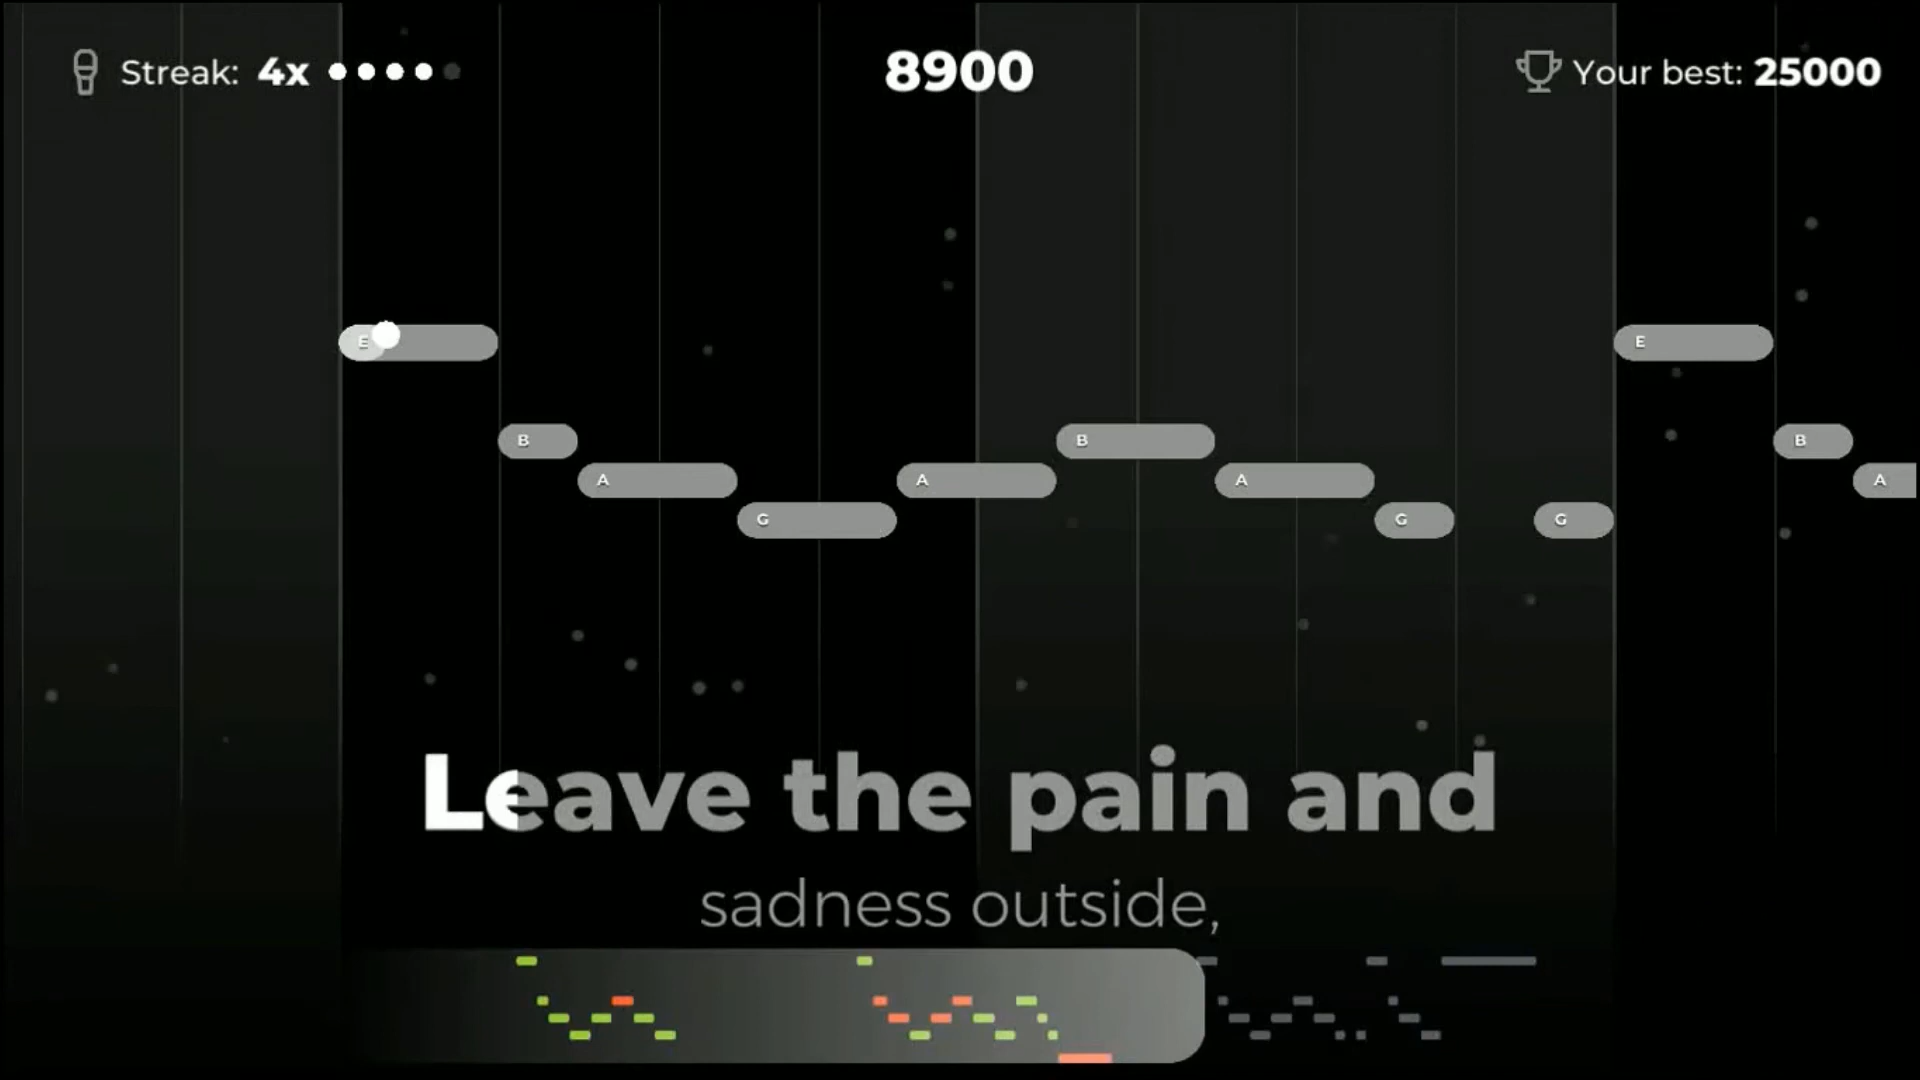 Streak: 4x
8900
Your best: 25000
E
E
B
B
B
A
A
A
A
G
G
G
Leave the pain and
sadness outside,